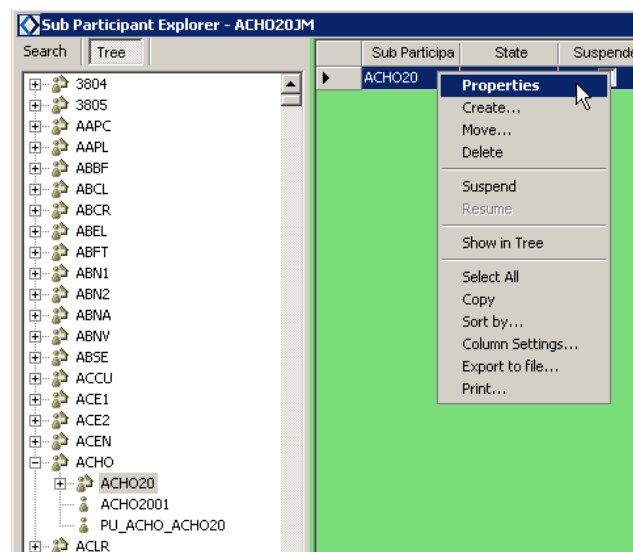 Sub Participant Explorer - ACHO20JM
Search Tree
Sub Participa State Suspende
3804
3805
AAPC
AAPL
ABBF
ABCL
ABCR
ABEL
ABFT
ABN1
ABN2
ABNA
ABNV
ABSE
ACCU
ACE1
ACE2
ACEN
ACHO
ACHO20
ACHO2001
PU_ACHO_ACHO20
ACLR
ACHO20
Properties
Create...
Move...
Delete
Suspend
Resume
Show in Tree
Select All
Copy
Sort by...
Column Settings...
Export to file...
Print...